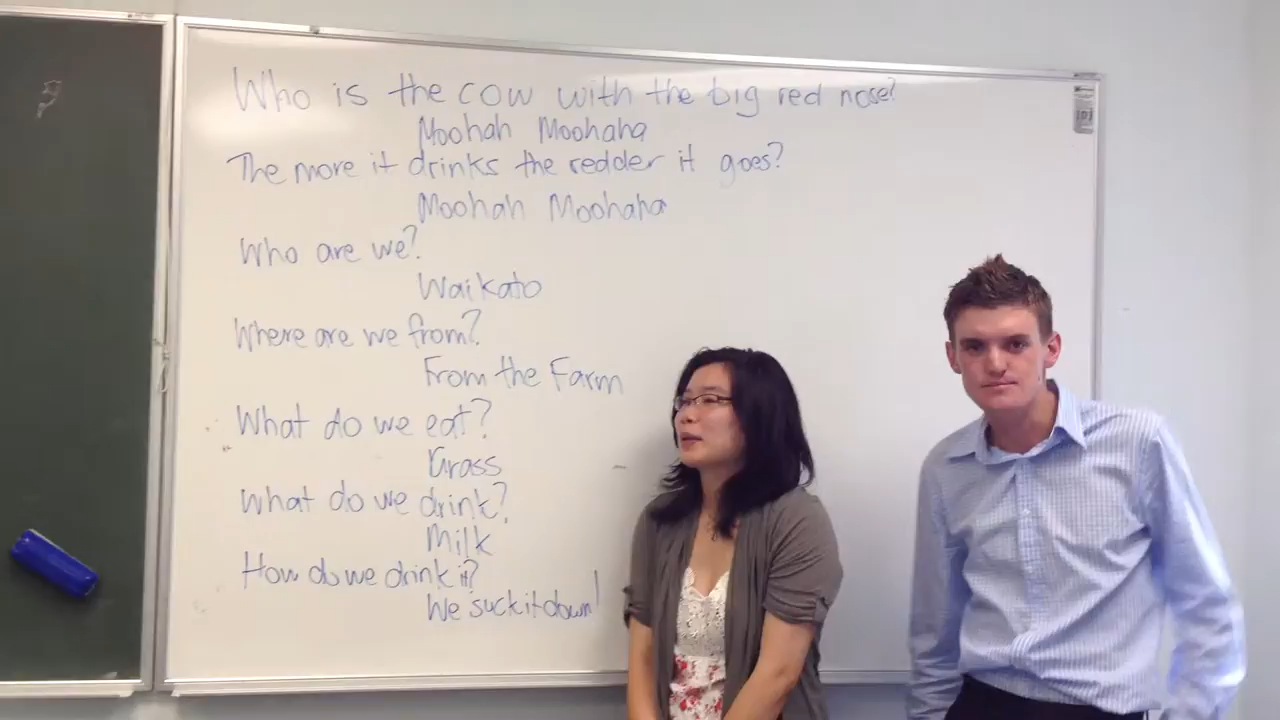 Who is the cow with the big red nose?
Moohah Moohaha
The more it drinks the redder it goes?
Moohah Moohaha
Who are we?
Waikato
Where are we from?
From the Farm
What do we eat?
Grass
What do we drink?
Milk
How do we drink it?
We suck it down!